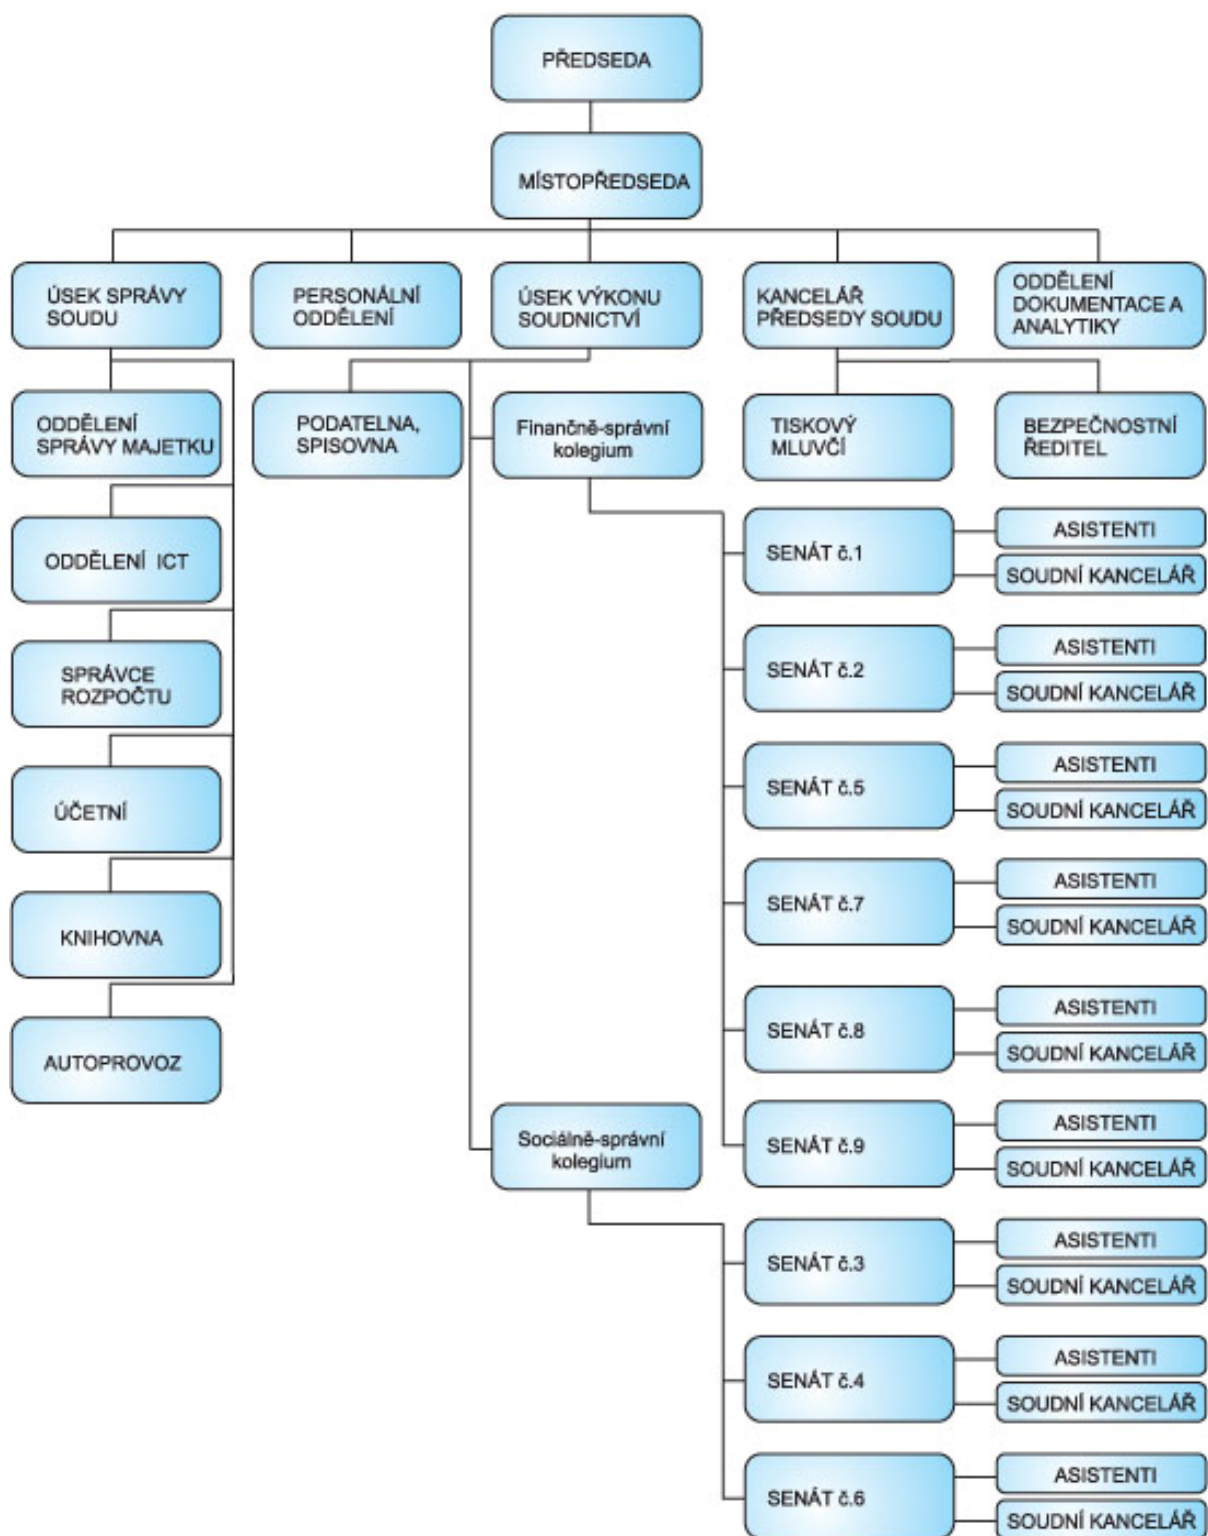 PŘEDSEDA
MÍSTOPŘEDSEDA
ÚSEK SPRÁVY
SOUDU
PERSONÁLNÍ
ODDĚLENÍ
ÚSEK VÝKONU
SOUDNICTVÍ
KANCELÁŘ
PŘEDSEDY SOUDU
ODDĚLENÍ
DOKUMENTACE A
ANALYTIKY
ODDĚLENÍ
SPRÁVY MAJETKU
PODATELNA,
SPISOVNA
Finančně-správní
kolegium
TISKOVÝ
MLUVČÍ
BEZPEČNOSTNÍ
ŘEDITEL
ODDĚLENÍ ICT
SPRÁVCE
ROZPOČTU
ÚČETNÍ
KNIHOVNA
AUTOPROVOZ
SENÁT č.1
ASISTENTI
SOUDNÍ KANCELÁŘ
SENÁT č.2
ASISTENTI
SOUDNÍ KANCELÁŘ
SENÁT č.5
ASISTENTI
SOUDNÍ KANCELÁŘ
SENÁT č.7
ASISTENTI
SOUDNÍ KANCELÁŘ
SENÁT č.8
ASISTENTI
SOUDNÍ KANCELÁŘ
SENÁT č.9
ASISTENTI
SOUDNÍ KANCELÁŘ
Sociálně-správní
kolegium
SENÁT č.3
ASISTENTI
SOUDNÍ KANCELÁŘ
SENÁT č.4
ASISTENTI
SOUDNÍ KANCELÁŘ
SENÁT č.6
ASISTENTI
SOUDNÍ KANCELÁŘ